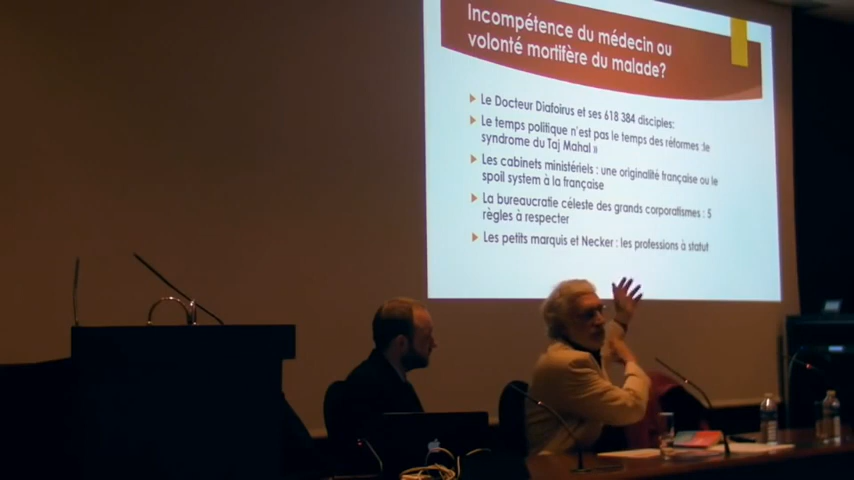 Incompétence du médecin ou
volonté mortifère du malade?
Le Docteur Diafoirus et ses 618 384 disciples:
Le temps politique n'est pas le temps des réformes :le
syndrome du Taj Mahal »
Les cabinets ministériels : une originalité française ou le
spoil system à la française
La bureaucratie céleste des grands corporatismes : 5
règles à respecter
Les petits marquis et Necker : les professions à statut